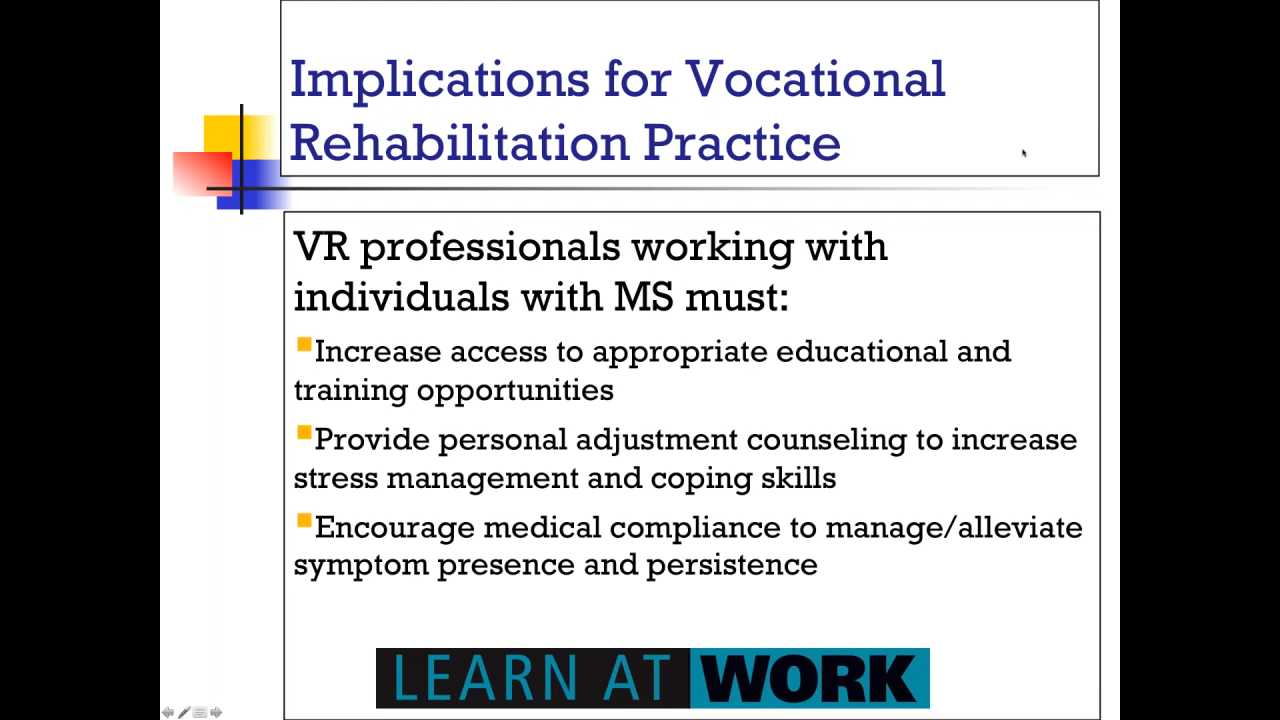 Implications for Vocational
Rehabilitation Practice
VR professionals working with
individuals with MS must:
Increase access to appropriate educational and
training opportunities
Provide personal adjustment counseling to increase
stress management and coping skills
Encourage medical compliance to manage/alleviate
symptom presence and persistence
LEARN AT WORK